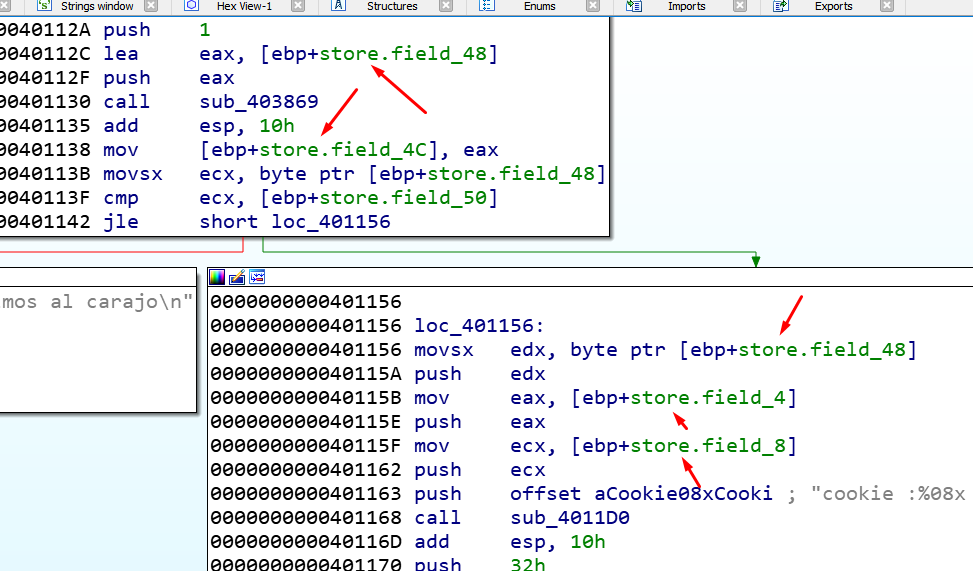 Strings window Hex View-1 Structures Enums Imports Exports
0040112A push 1
0040112C lea eax, [ebp+store.field_48]
0040112F push eax
00401130 call sub_403869
00401135 add esp, 10h
00401138 mov [ebp+store.field_4C], eax
0040113B movsx ecx, byte ptr [ebp+store.field_48]
0040113F cmp ecx, [ebp+store.field_50]
00401142 jle short loc_401156
mos al carajo\n"
0000000000401156
0000000000401156 loc_401156:
0000000000401156 movsx edx, byte ptr [ebp+store.field_48]
000000000040115A push edx
000000000040115B mov eax, [ebp+store.field_4]
000000000040115E push eax
000000000040115F mov ecx, [ebp+store.field_8]
0000000000401162 push ecx
0000000000401163 push offset aCookie08xCooki ; "cookie :%08x
0000000000401168 call sub_4011D0
000000000040116D add esp, 10h
0000000000401170 push 32h